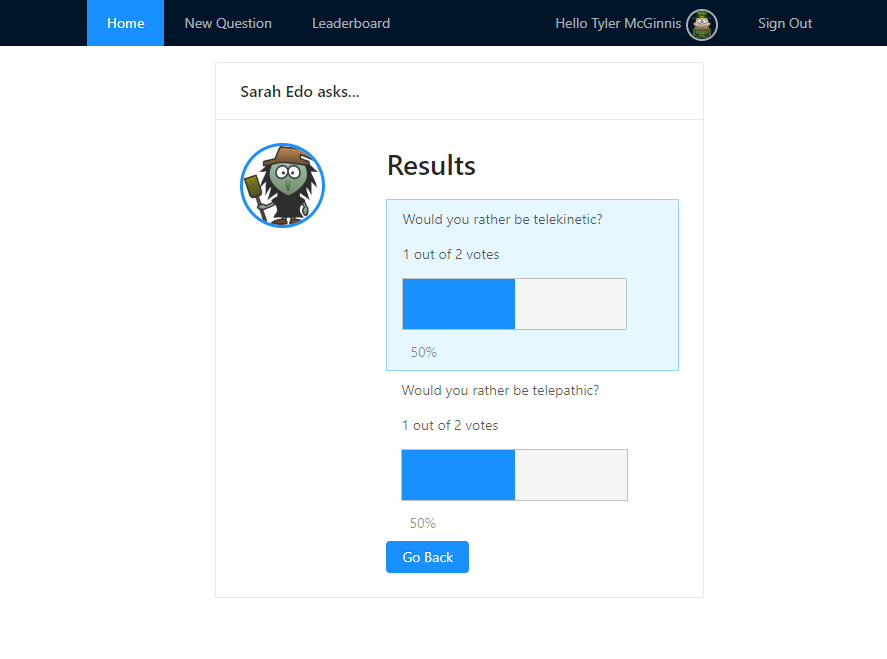 Home New Question Leaderboard Hello Tyler McGinnis Sign Out
Sarah Edo asks...
Results
Would you rather be telekinetic?
1 out of 2 votes
50%
Would you rather be telepathic?
1 out of 2 votes
50%
Go Back